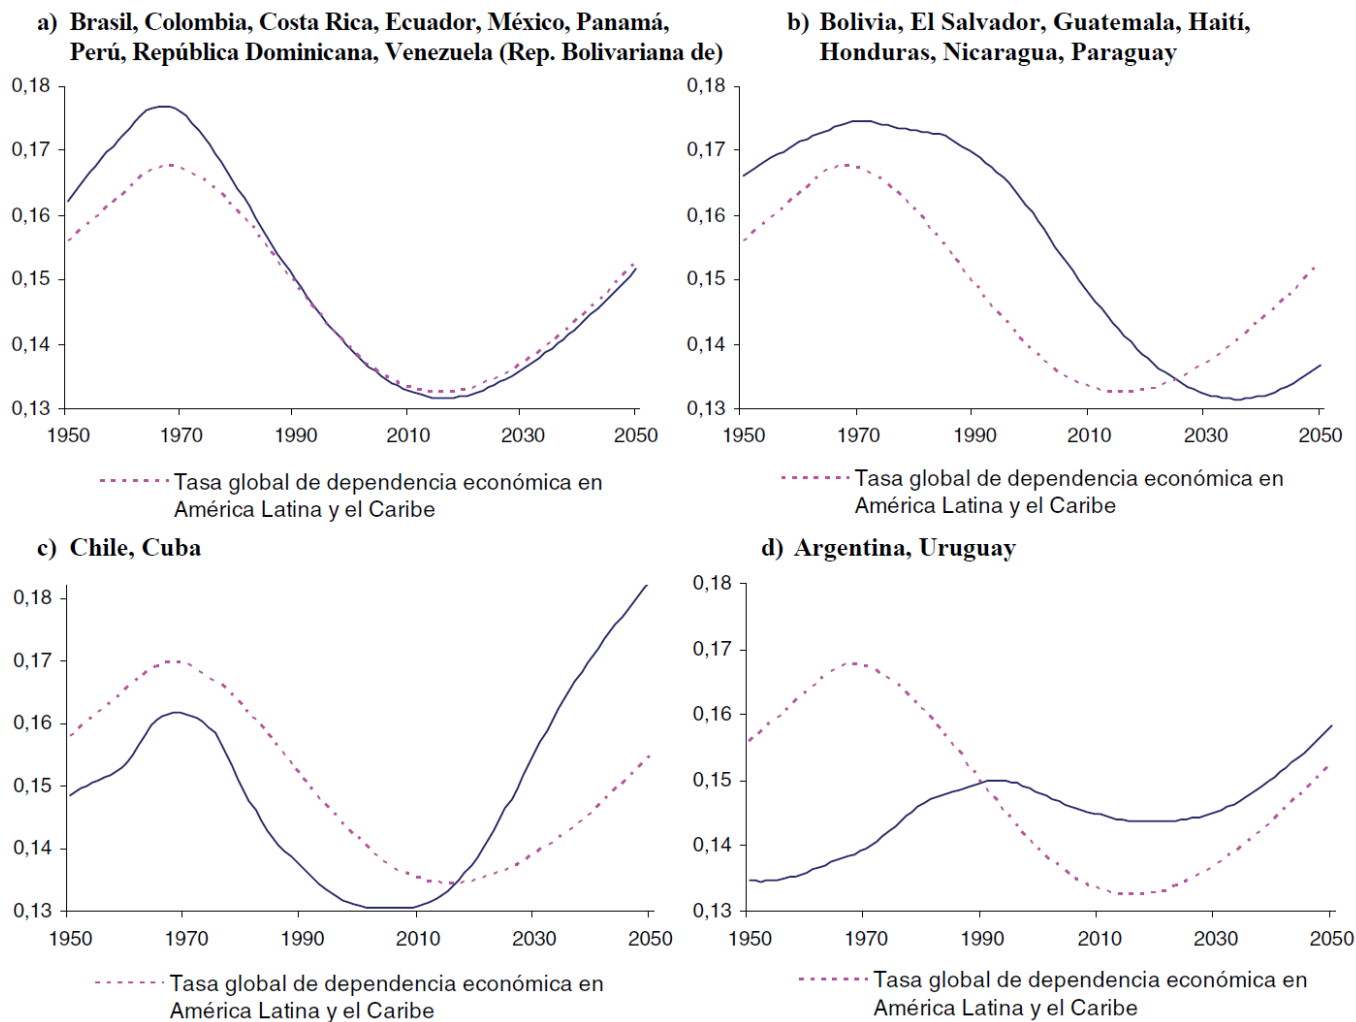 a) Brasil, Colombia, Costa Rica, Ecuador, México, Panamá,
Perú, República Dominicana, Venezuela (Rep. Bolivariana de)
0,18
0,17
0,16
0,15
0,14
0,13
1950 1970 1990 2010 2030 2050
Tasa global de dependencia económica en
América Latina y el Caribe
b) Bolivia, El Salvador, Guatemala, Haití,
Honduras, Nicaragua, Paraguay
0,18
0,17
0,16
0,15
0,14
0,13
1950 1970 1990 2010 2030 2050
Tasa global de dependencia económica en
América Latina y el Caribe
c) Chile, Cuba
0,18
0,17
0,16
0,15
0,14
0,13
1950 1970 1990 2010 2030 2050
Tasa global de dependencia económica en
América Latina y el Caribe
d) Argentina, Uruguay
0,18
0,17
0,16
0,15
0,14
0,13
1950 1970 1990 2010 2030 2050
Tasa global de dependencia económica en
América Latina y el Caribe